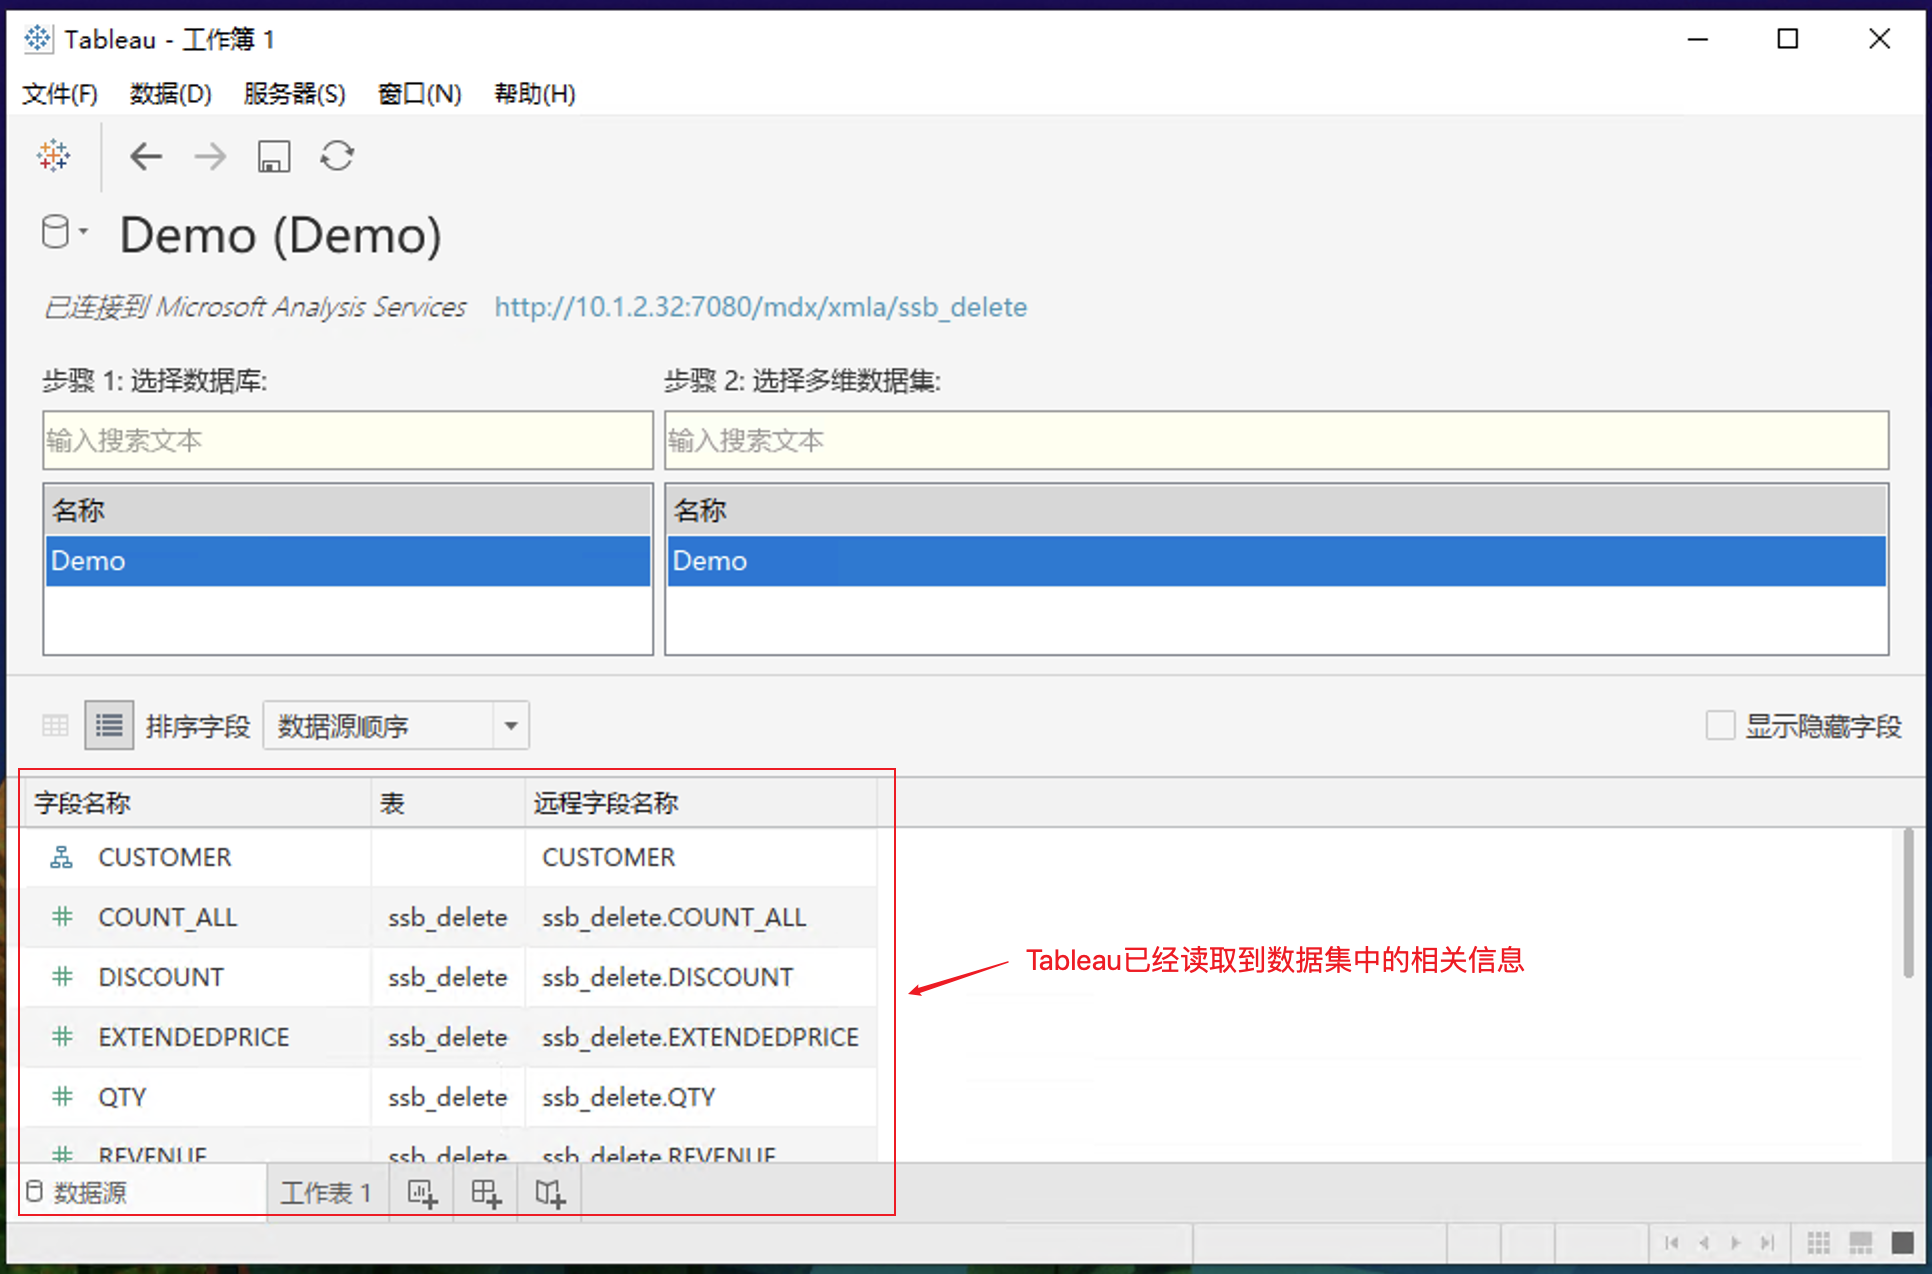 Tableau - 工作簿 1
文件(F) 数据(D) 服务器(S) 窗口(N) 帮助(H)
Demo (Demo)
已连接到 Microsoft Analysis Services http://10.1.2.32:7080/mdx/xmla/ssb_delete
步骤 1: 选择数据库: 步骤 2: 选择多维数据集:
输入搜索文本 输入搜索文本
名称 名称
Demo Demo
排序字段 数据源顺序 显示隐藏字段
字段名称 表 远程字段名称
CUSTOMER CUSTOMER
# COUNT_ALL ssb_delete ssb_delete.COUNT_ALL
Tableau已经读取到数据集中的相关信息
# DISCOUNT ssb_delete ssb_delete.DISCOUNT
# EXTENDEDPRICE ssb_delete ssb_delete.EXTENDEDPRICE
# QTY ssb_delete ssb_delete.QTY
# REVENUE ssb_delete ssb_delete.REVENUE
数据源 工作表 1